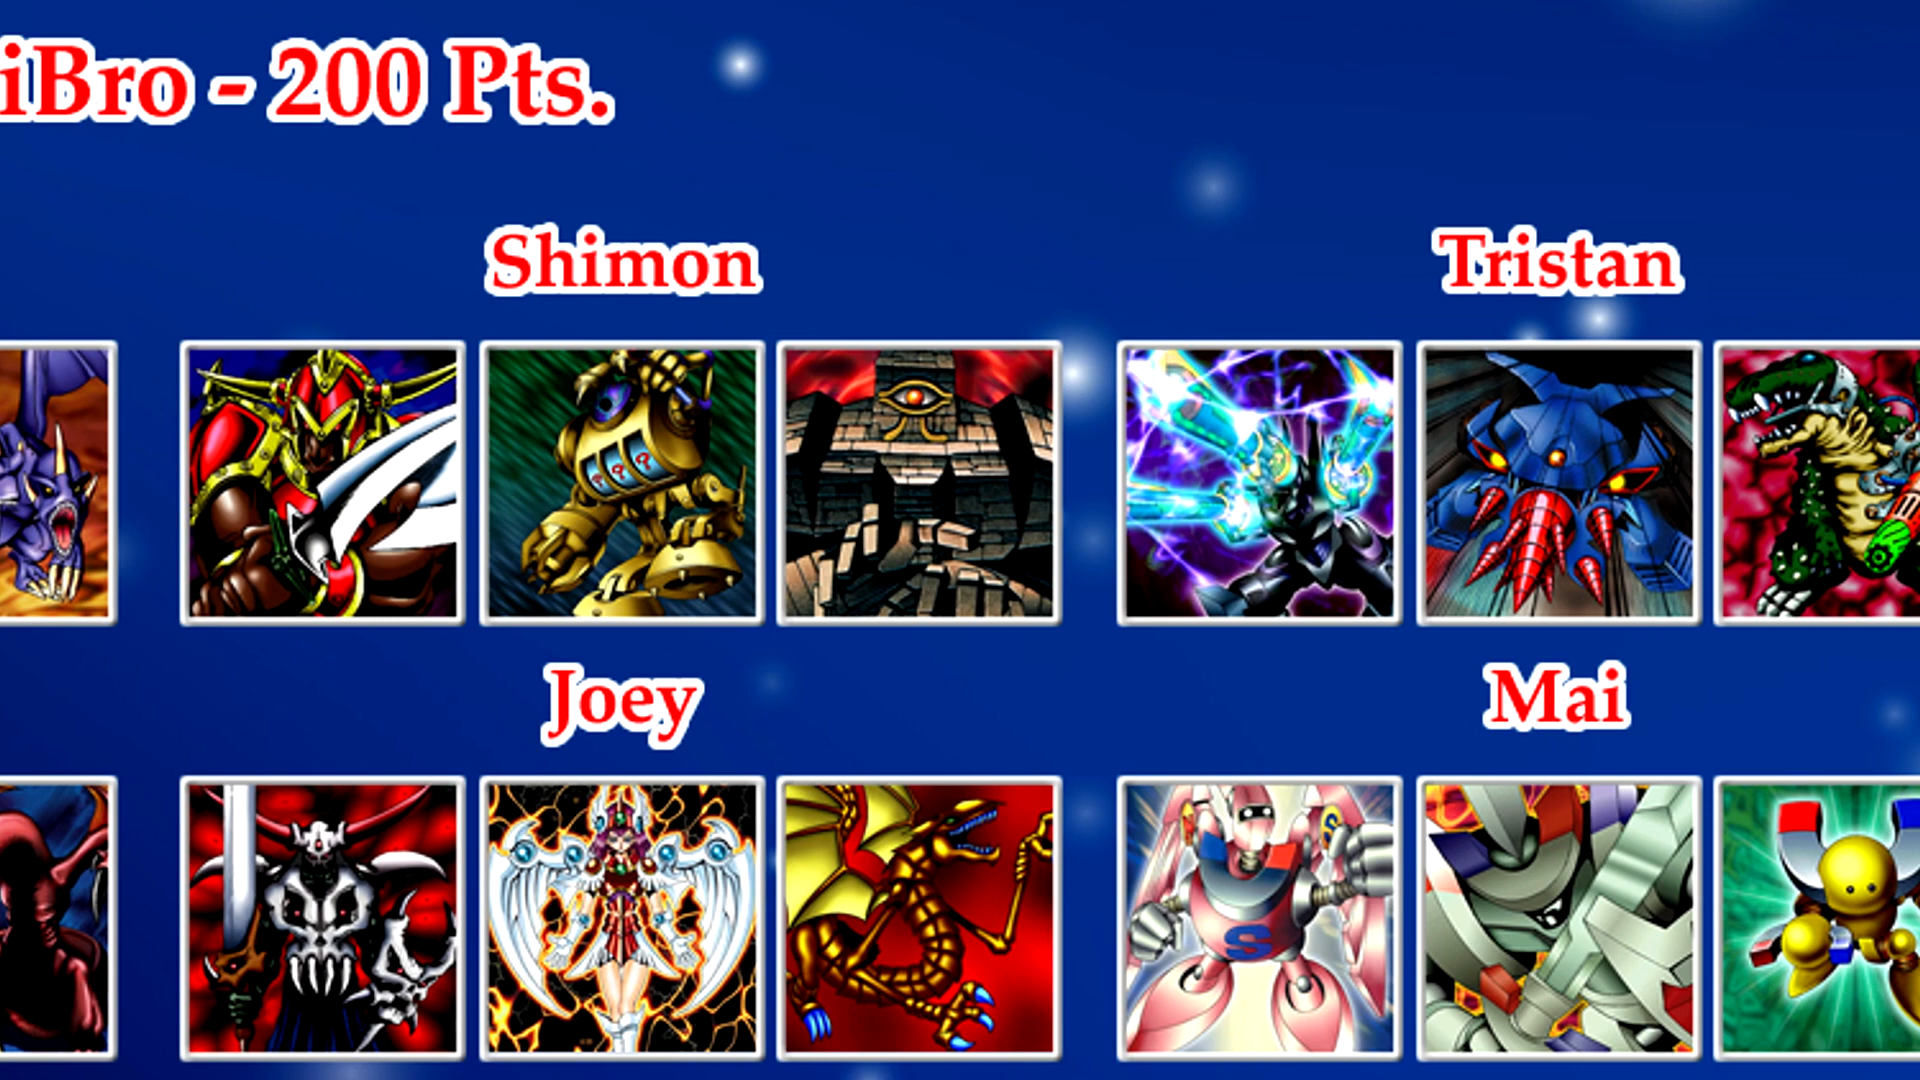 iBro - 200 Pts.
Shimon
Tristan
? ?
Joey
Mai
S
S